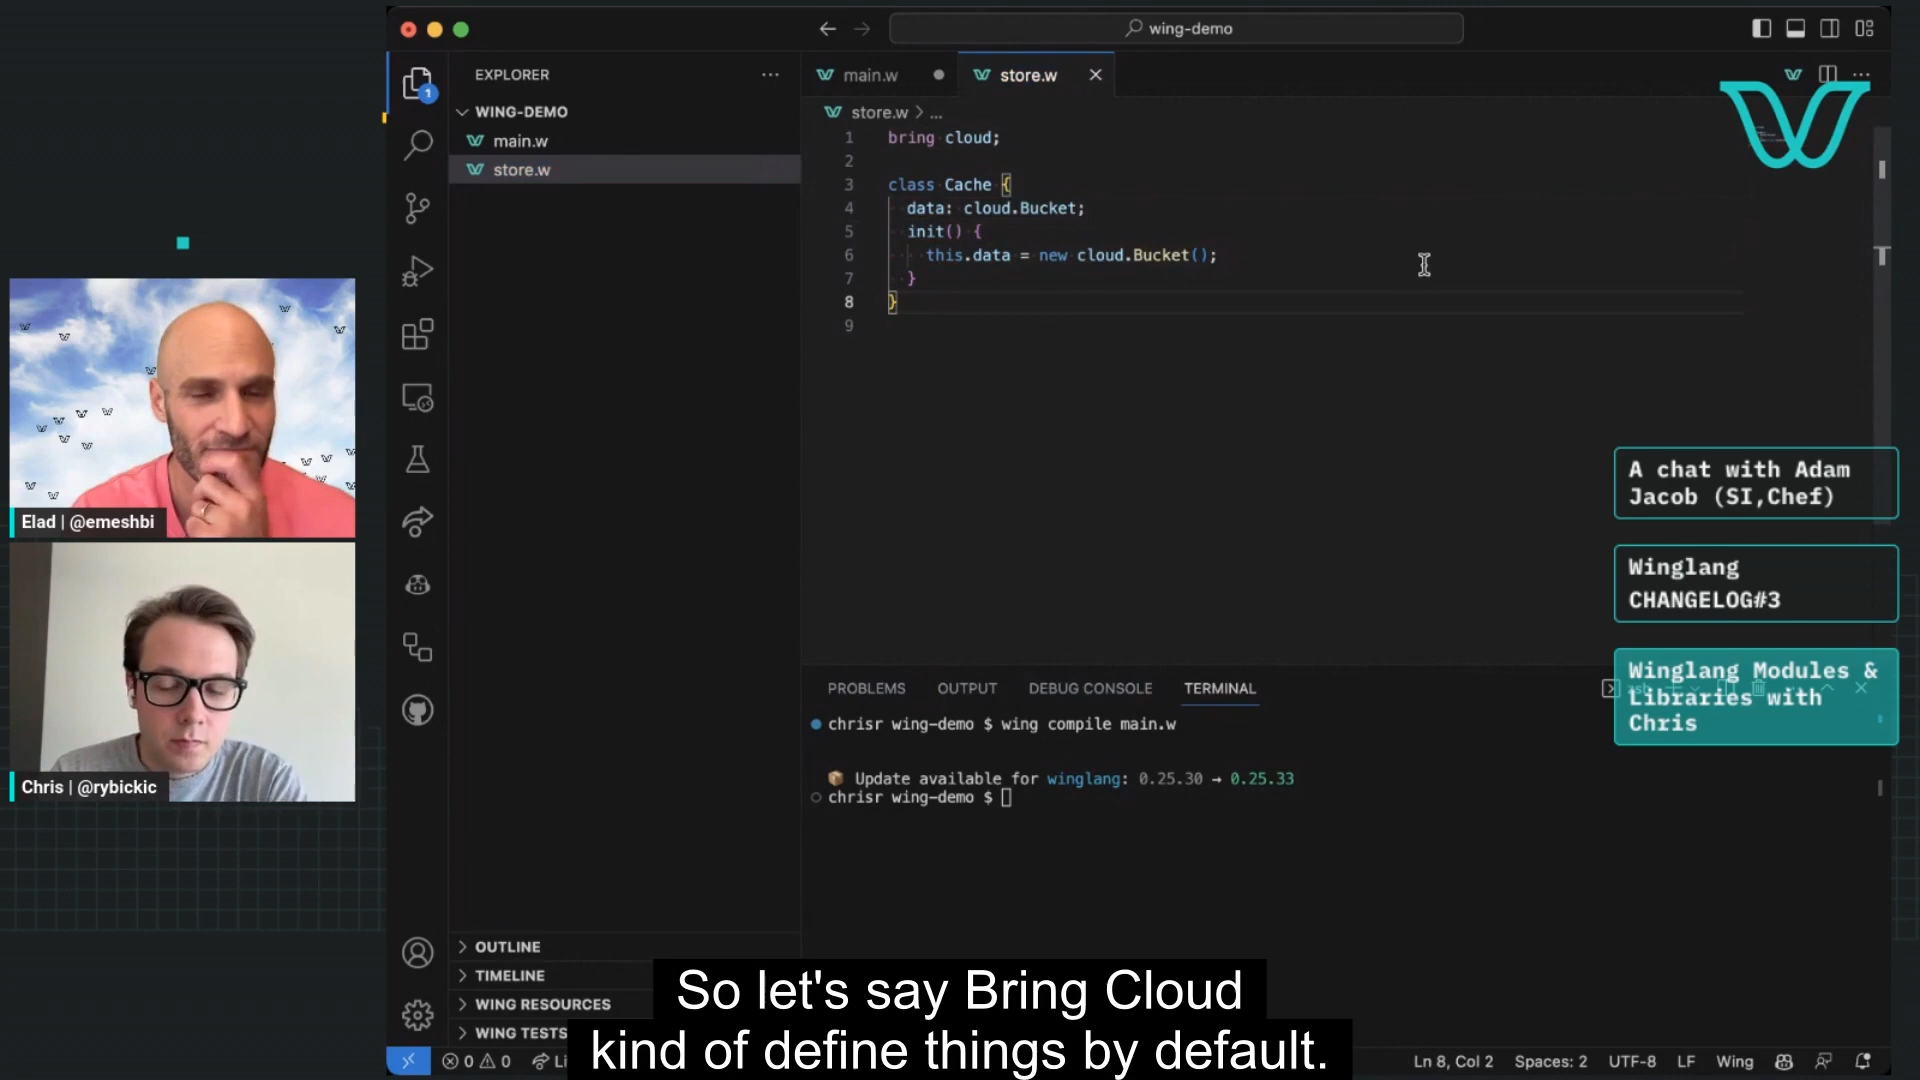 wing-demo
EXPLORER
WING-DEMO
main.w
store.w
1
main.w
store.w
store.w > ...
1 bring cloud;
2
3 class Cache {
4 data: cloud.Bucket;
5 init() {
6 this.data = new cloud.Bucket();
7 }
8 }
9
Elad | @emeshbi
Chris | @rybickic
A chat with Adam
Jacob (SI,Chef)
Winglang
CHANGELOG#3
Winglang Modules &
Libraries with
Chris
PROBLEMS OUTPUT DEBUG CONSOLE TERMINAL
chrisr wing-demo $ wing compile main.w
Update available for winglang: 0.25.30 → 0.25.33
chrisr wing-demo $
OUTLINE
TIMELINE
WING RESOURCES
WING TESTS
So let's say Bring Cloud
kind of define things by default.
0 0 Li
Ln 8, Col 2 Spaces: 2 UTF-8 LF Wing